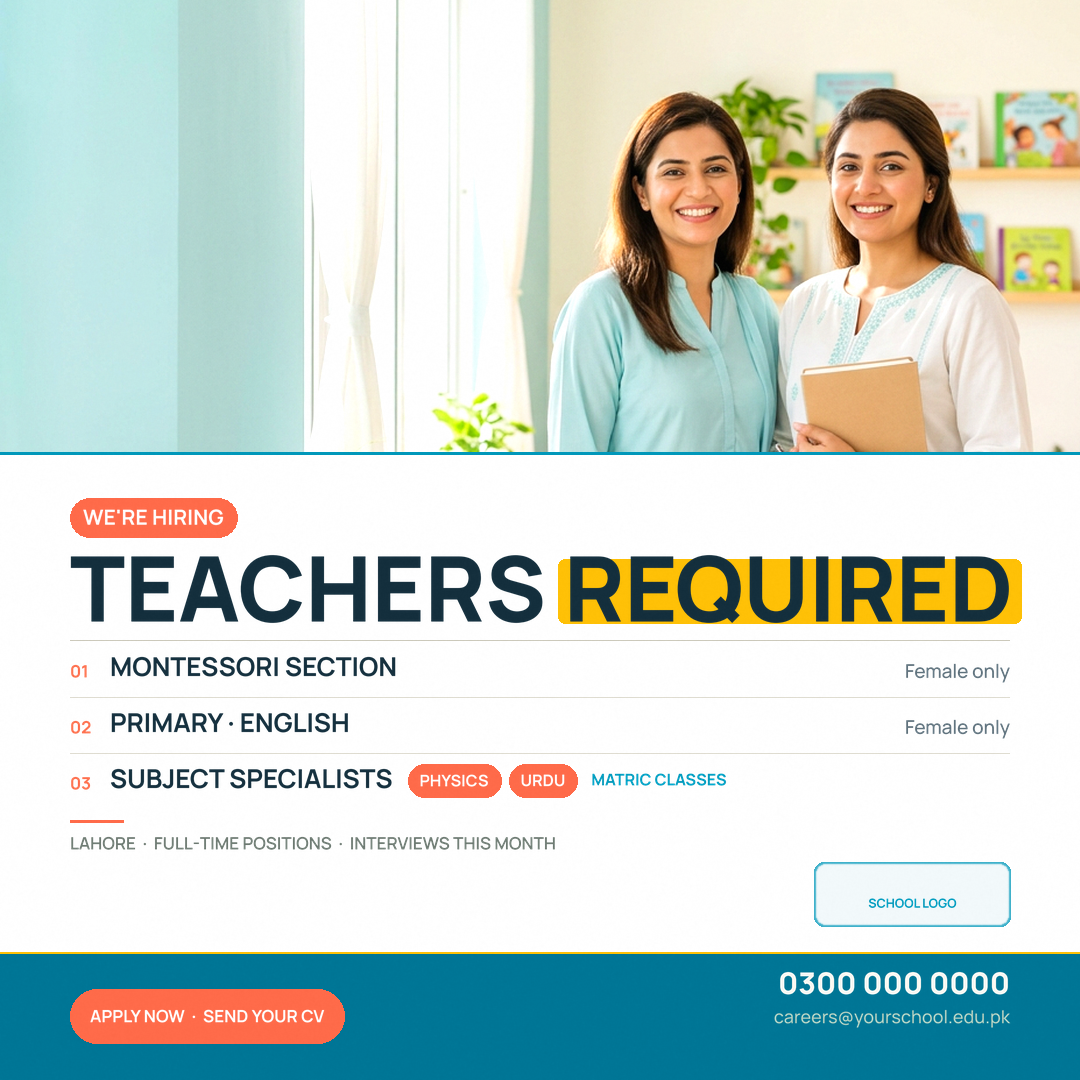 WE'RE HIRING
TEACHERS REQUIRED
01 MONTESSORI SECTION Female only
02 PRIMARY · ENGLISH Female only
03 SUBJECT SPECIALISTS PHYSICS URDU MATRIC CLASSES
LAHORE · FULL-TIME POSITIONS · INTERVIEWS THIS MONTH
SCHOOL LOGO
0300 000 0000
APPLY NOW · SEND YOUR CV
careers@yourschool.edu.pk